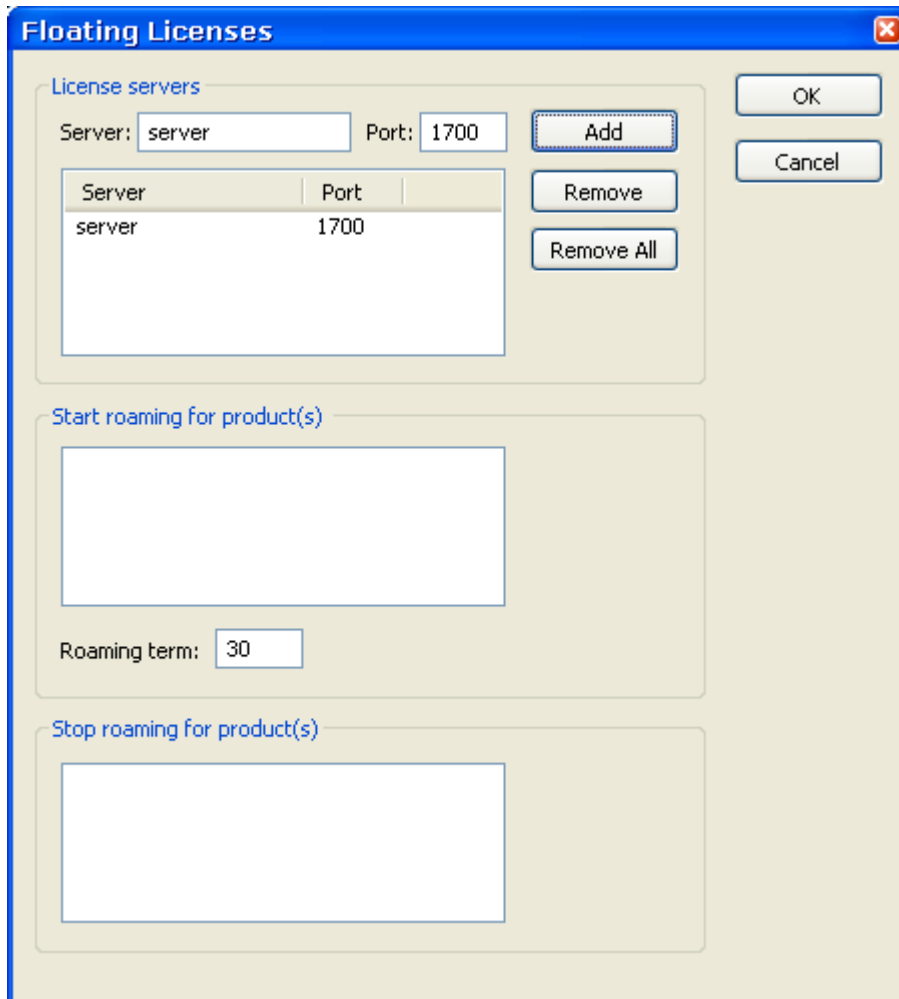 Floating Licenses
License servers
OK
Server: server Port: 1700 Add
Cancel
Server Port Remove
server 1700
Remove All
Start roaming for product(s)
Roaming term: 30
Stop roaming for product(s)